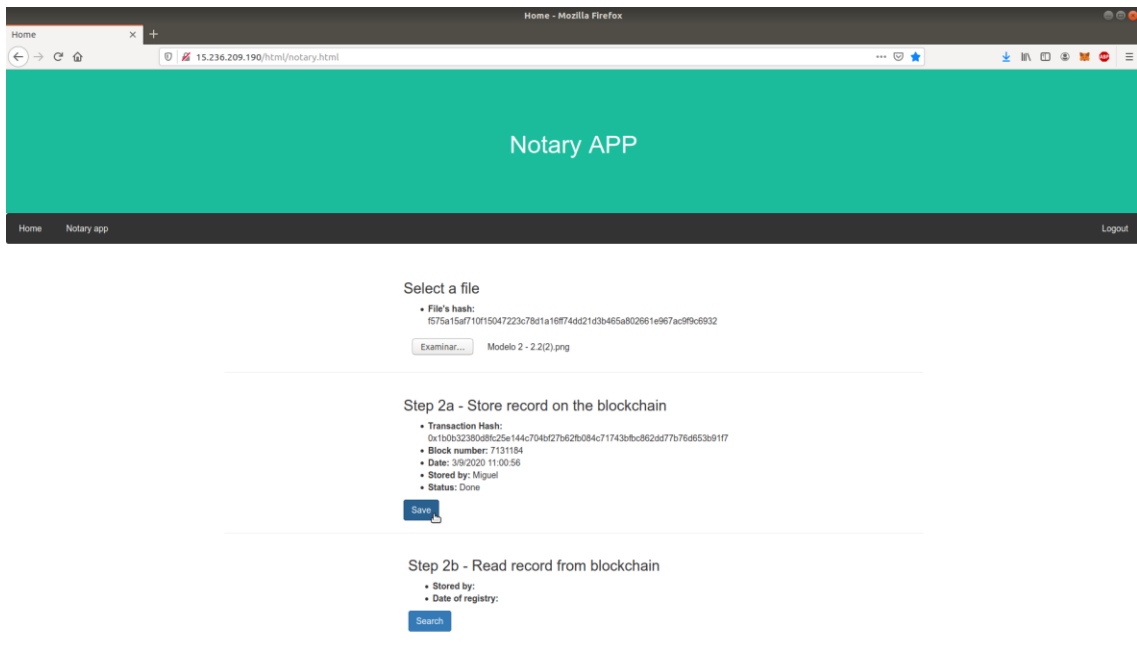 Home - Mozilla Firefox
Home
15.236.209.190/html/notary.html
Notary APP
Home Notary app Logout
Select a file
File's hash:
f575a15af710f15047223c78d1a16ff74dd21d3b465a802661e967ac9f9c6932
Examinar... Modelo 2 - 2.2(2).png
Step 2a - Store record on the blockchain
Transaction Hash:
0x1b0b32380d8fc25e144c704bf27b62fb084c71743bfbc862dd77b76d653b91f7
Block number: 7131184
Date: 3/9/2020 11:00:56
Stored by: Miguel
Status: Done
Save
Step 2b - Read record from blockchain
Stored by:
Date of registry:
Search